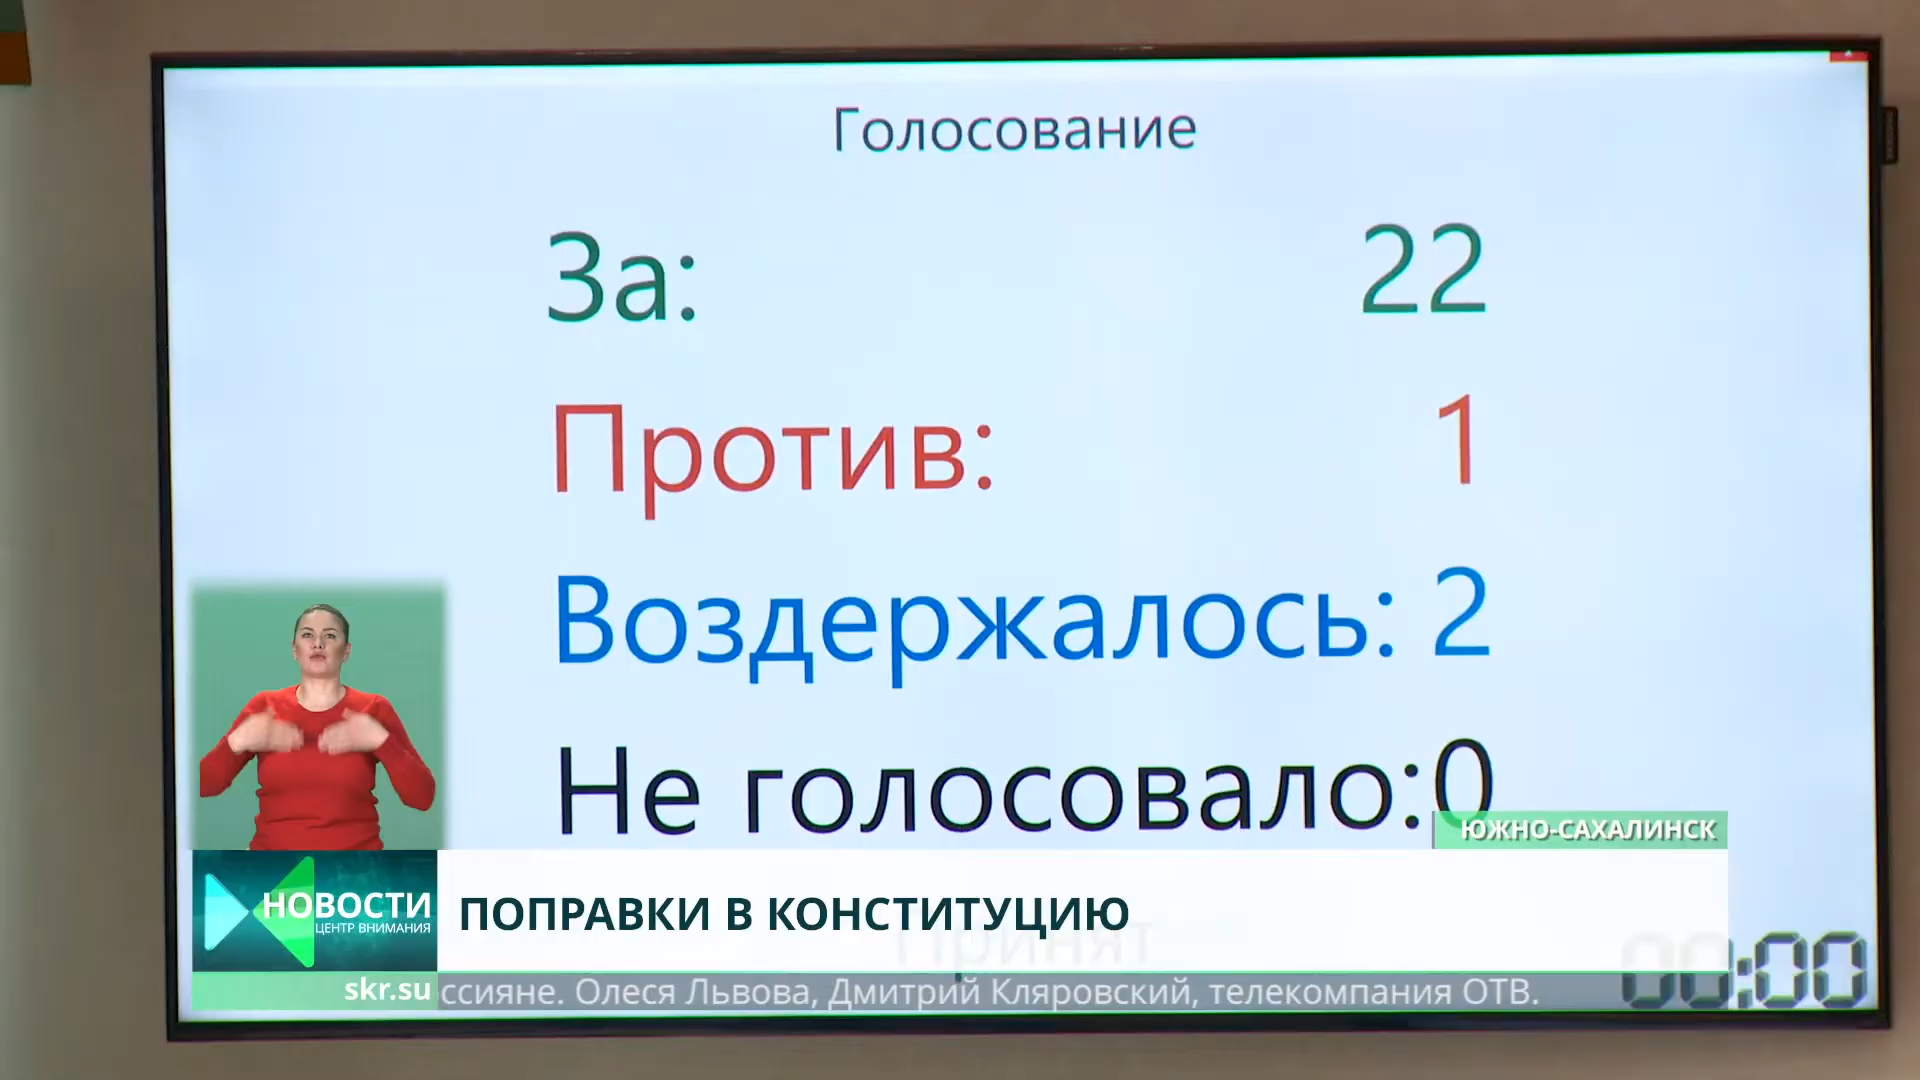 Голосование
За: 22
Против: 1
Воздержалось: 2
Не голосовало: 0
ЮЖНО-САХАЛИНСК
НОВОСТИ
ЦЕНТР ВНИМАНИЯ
ПОПРАВКИ В КОНСТИТУЦИЮ
Принят
00:00
skr.su
ссияне. Олеся Львова, Дмитрий Кляровский, телекомпания ОТВ.